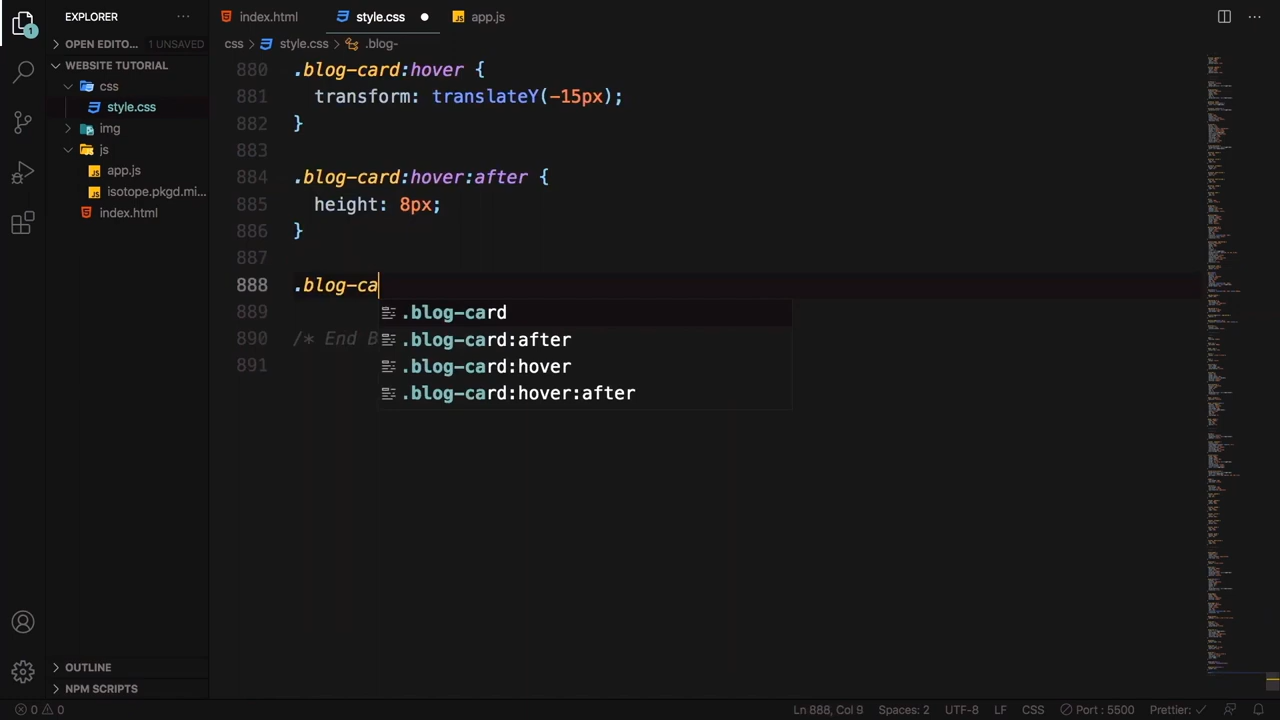 EXPLORER ···
index.html
style.css
app.js
···
1
OPEN EDITO... 1 UNSAVED
WEBSITE TUTORIAL
css
style.css
img
js
app.js
isotope.pkgd.mi...
index.html
css > style.css > .blog-
880 .blog-card:hover {
881 transform: translateY(-15px);
882 }
883
884 .blog-card:hover:after {
885 height: 8px;
886 }
887
888 .blog-ca
889 .blog-card
.blog-card:after
890 /* End B
.blog-card:hover
891
.blog-card:hover:after
OUTLINE
NPM SCRIPTS
0 0 Ln 888, Col 9 Spaces: 2 UTF-8 LF CSS Port : 5500 Prettier: ✓